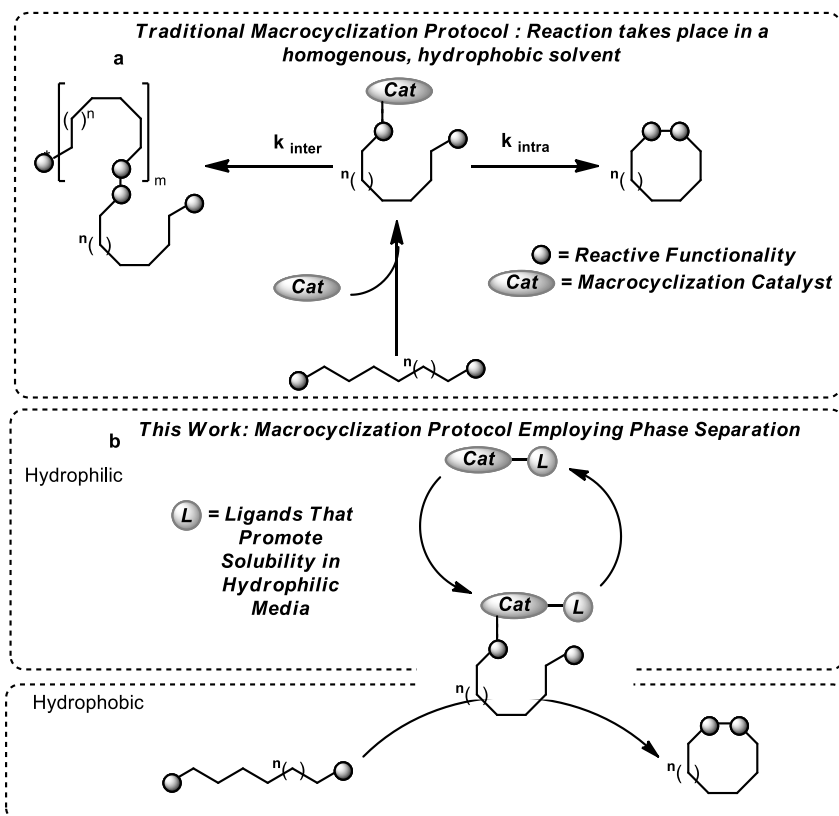 Traditional Macrocyclization Protocol : Reaction takes place in a
homogenous, hydrophobic solvent
a
Cat
( )n
*
m
k inter
k intra
n( )
n( )
n( )
Cat
= Reactive Functionality
Cat = Macrocyclization Catalyst
n( )
b This Work: Macrocyclization Protocol Employing Phase Separation
Hydrophilic
Cat L
L = Ligands That
Promote
Solubility in
Hydrophilic
Media
Cat L
n( )
Hydrophobic
n( )
n( )